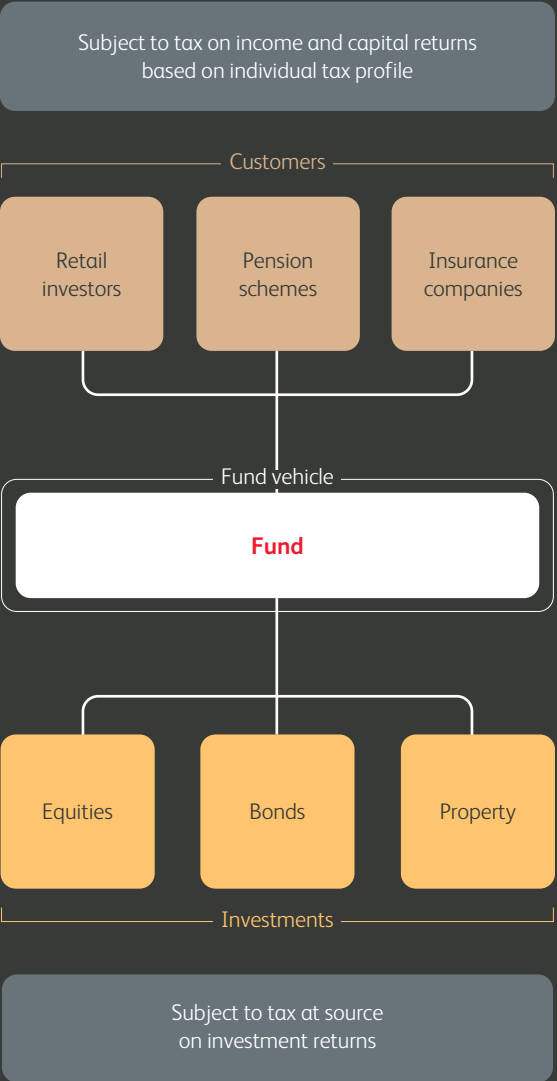 Subject to tax on income and capital returns
based on individual tax profile
Customers
Retail
investors
Pension
schemes
Insurance
companies
Fund vehicle
Fund
Equities
Bonds
Property
Investments
Subject to tax at source
on investment returns